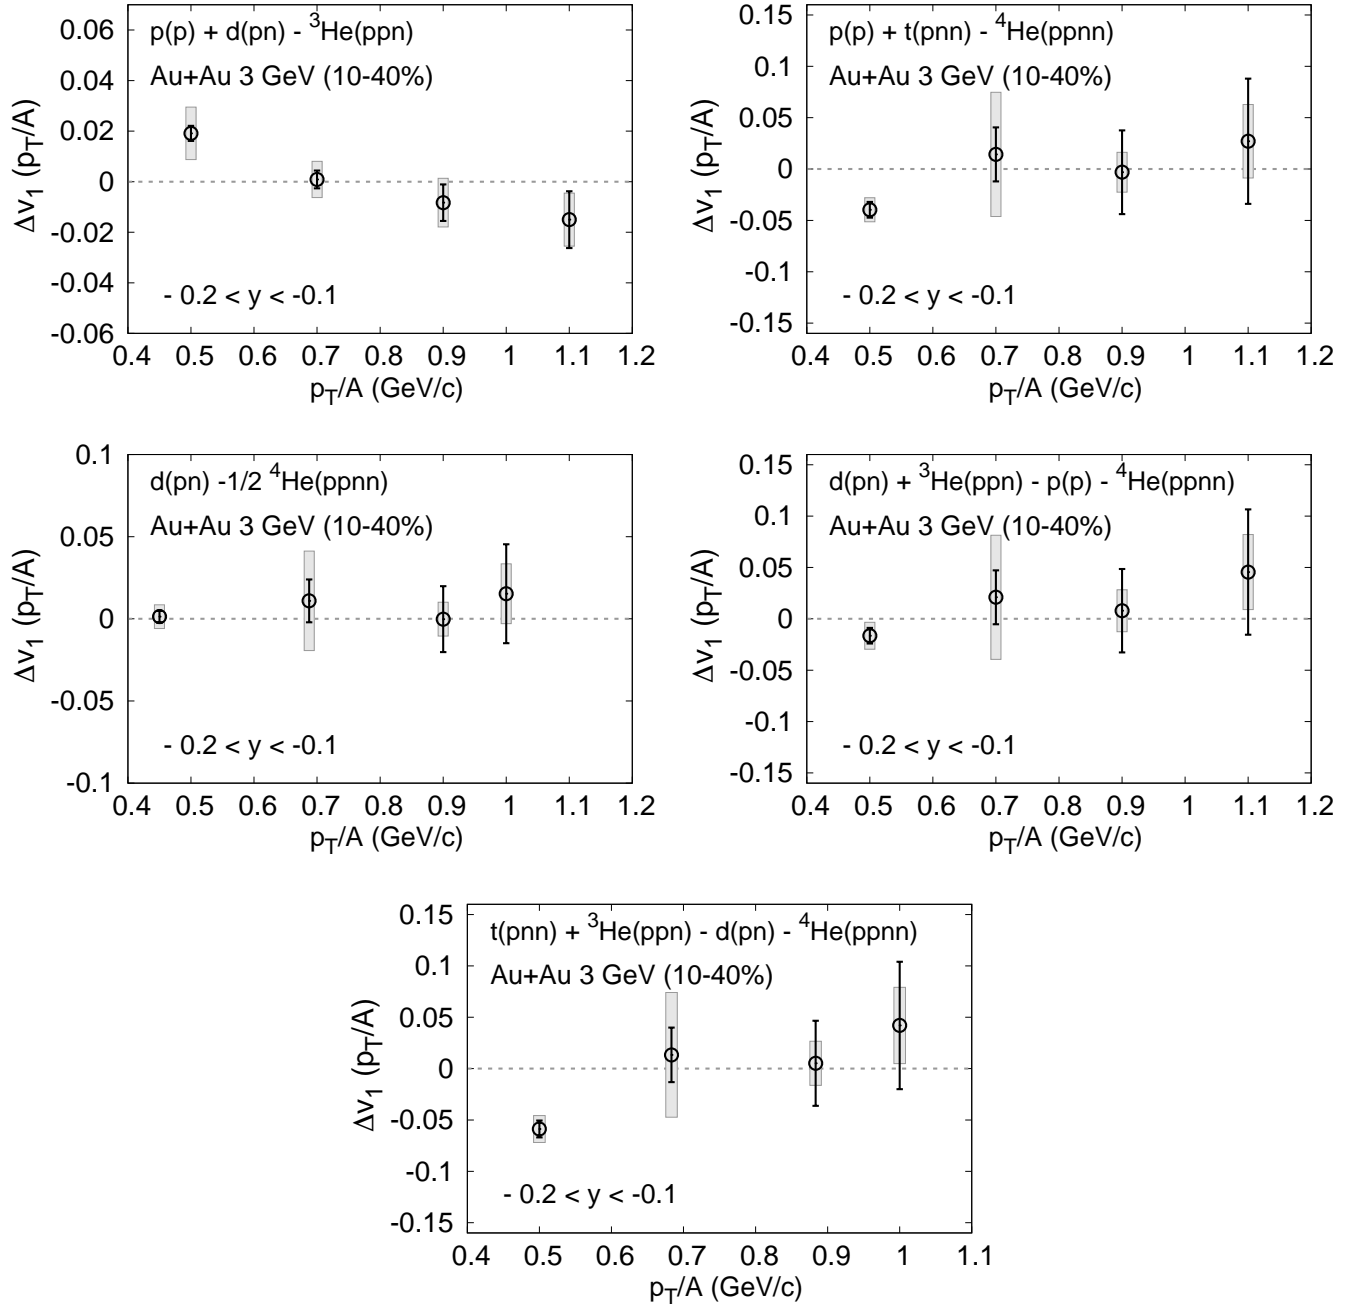 0.06
0.04
0.02
0
-0.02
-0.04
-0.06
Δv₁ (p_T/A)
p(p) + d(pn) - ³He(ppn)
Au+Au 3 GeV (10-40%)
- 0.2 < y < -0.1
0.4 0.5 0.6 0.7 0.8 0.9 1 1.1 1.2
p_T/A (GeV/c)
0.15
0.1
0.05
0
-0.05
-0.1
-0.15
Δv₁ (p_T/A)
p(p) + t(pnn) - ⁴He(ppnn)
Au+Au 3 GeV (10-40%)
- 0.2 < y < -0.1
0.4 0.5 0.6 0.7 0.8 0.9 1 1.1 1.2
p_T/A (GeV/c)
0.1
0.05
0
-0.05
-0.1
Δv₁ (p_T/A)
d(pn) -1/2 ⁴He(ppnn)
Au+Au 3 GeV (10-40%)
- 0.2 < y < -0.1
0.4 0.5 0.6 0.7 0.8 0.9 1 1.1 1.2
p_T/A (GeV/c)
0.15
0.1
0.05
0
-0.05
-0.1
-0.15
Δv₁ (p_T/A)
d(pn) + ³He(ppn) - p(p) - ⁴He(ppnn)
Au+Au 3 GeV (10-40%)
- 0.2 < y < -0.1
0.4 0.5 0.6 0.7 0.8 0.9 1 1.1 1.2
p_T/A (GeV/c)
0.15
0.1
0.05
0
-0.05
-0.1
-0.15
Δv₁ (p_T/A)
t(pnn) + ³He(ppn) - d(pn) - ⁴He(ppnn)
Au+Au 3 GeV (10-40%)
- 0.2 < y < -0.1
0.4 0.5 0.6 0.7 0.8 0.9 1 1.1
p_T/A (GeV/c)